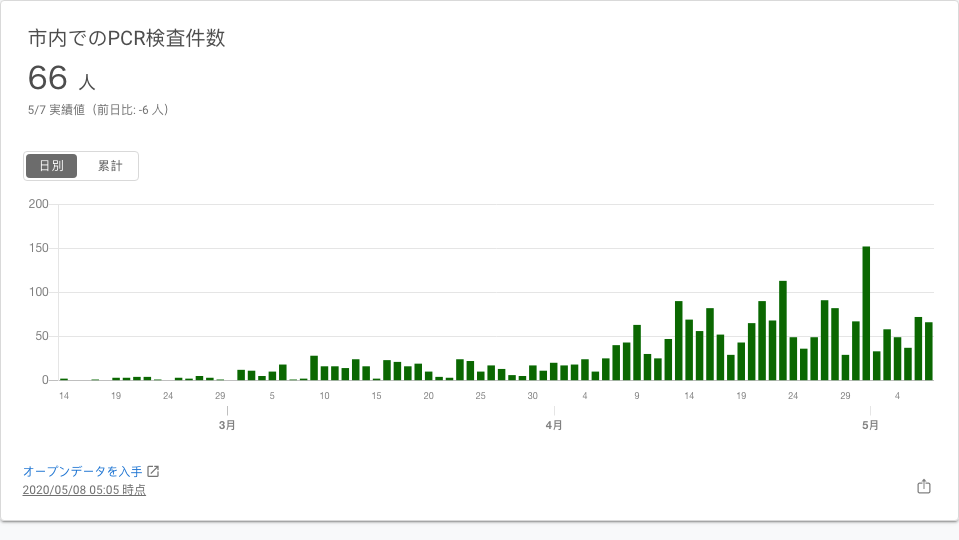 市内でのPCR検査件数
66 人
5/7 実績値（前日比: -6 人）
日別 累計
200
150
100
50
0
14 19 24 29 5 10 15 20 25 30 4 9 14 19 24 29 4
3月 4月 5月
オープンデータを入手
2020/05/08 05:05 時点